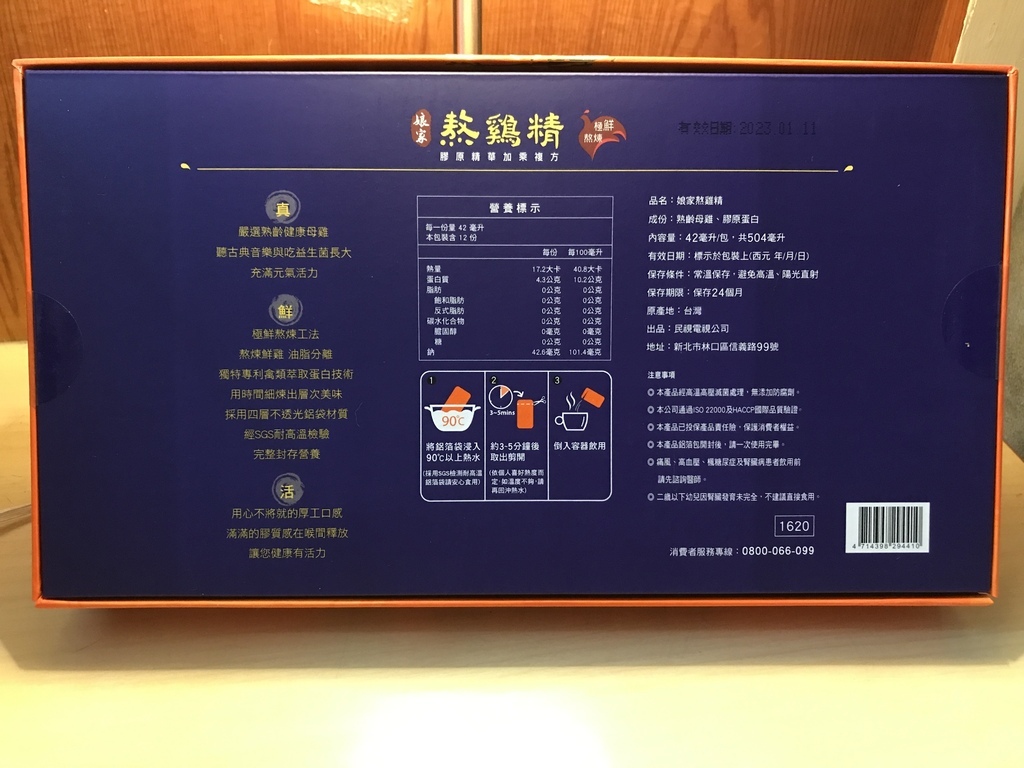 娘家
熬鷄精
極鮮
熬煉
膠原精華加乘複方
有效日期:2023.01.11
真
嚴選熟齡健康母雞
聽古典音樂與吃益生菌長大
充滿元氣活力
鮮
極鮮熬煉工法
熬煉鮮雞 油脂分離
獨特專利禽類萃取蛋白技術
用時間細煉出層次美味
採用四層不透光鋁袋材質
經SGS耐高溫檢驗
完整封存營養
活
用心不將就的厚工口感
滿滿的膠質感在喉間釋放
讓您健康有活力
營養標示
每一份量 42 毫升
本包裝含 12 份
每份 每100毫升
熱量 17.2大卡 40.8大卡
蛋白質 4.3公克 10.2公克
脂肪 0公克 0公克
飽和脂肪 0公克 0公克
反式脂肪 0公克 0公克
碳水化合物 0公克 0公克
膽固醇 0毫克 0毫克
糖 0公克 0公克
鈉 42.6毫克 101.4毫克
1
90℃
將鋁箔袋浸入
90℃以上熱水
(採用SGS檢測耐高溫
鋁箔袋請安心食用)
2
3~5mins
約3-5分鐘後
取出剪開
(依個人喜好熱度而
定,如溫度不夠,請
再回沖熱水)
3
倒入容器飲用
品名：娘家熬雞精
成份：熟齡母雞、膠原蛋白
內容量：42毫升/包，共504毫升
有效日期：標示於包裝上(西元 年/月/日)
保存條件：常溫保存，避免高溫、陽光直射
保存期限：保存24個月
原產地：台灣
出品：民視電視公司
地址：新北市林口區信義路99號
注意事項
◎ 本產品經高溫高壓滅菌處理，無添加防腐劑。
◎ 本公司通過ISO 22000及HACCP國際品質驗證。
◎ 本產品已投保產品責任險，保護消費者權益。
◎ 本產品鋁箔包開封後，請一次使用完畢。
◎ 痛風、高血壓、楓糖尿症及腎臟病患者飲用前
請先諮詢醫師。
◎ 二歲以下幼兒因腎臟發育未完全，不建議直接食用。
1620
消費者服務專線：0800-066-099
4 714398 294410